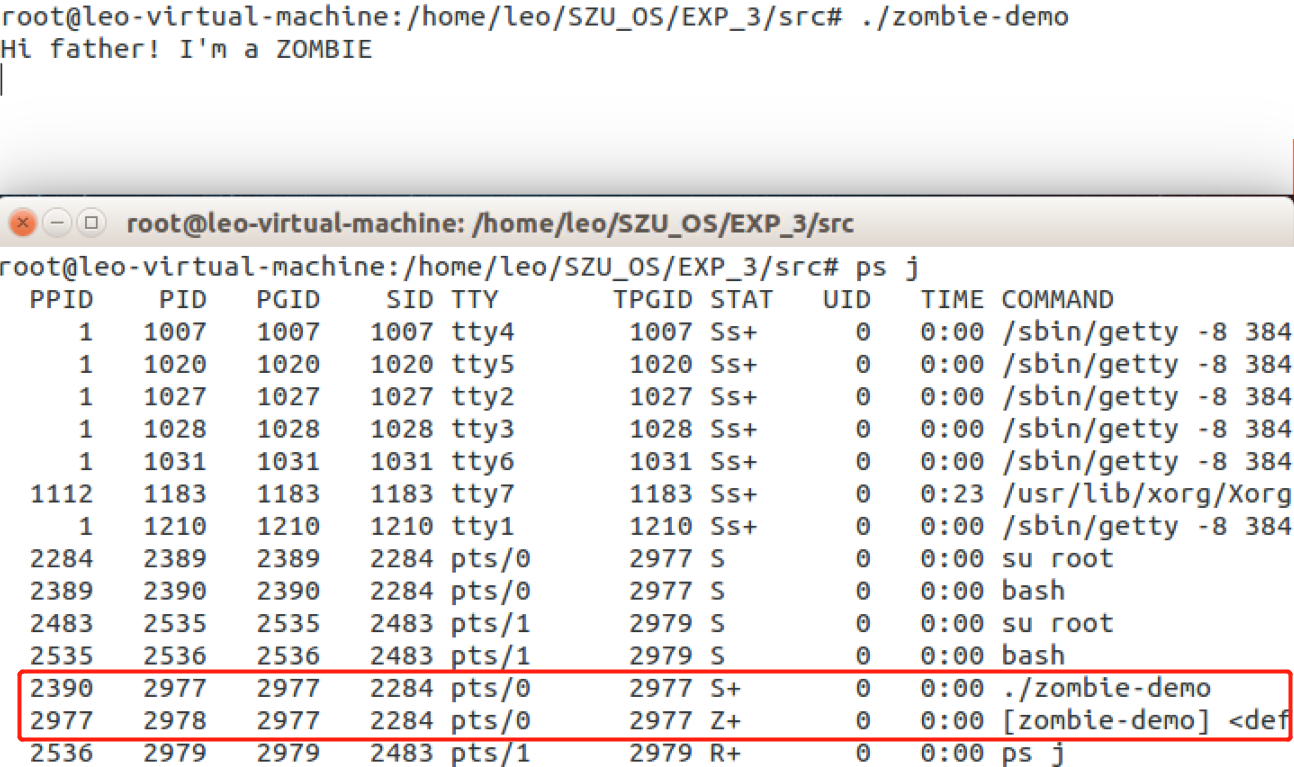 root@leo-virtual-machine:/home/leo/SZU_OS/EXP_3/src# ./zombie-demo
Hi father! I'm a ZOMBIE
root@leo-virtual-machine: /home/leo/SZU_OS/EXP_3/src
root@leo-virtual-machine:/home/leo/SZU_OS/EXP_3/src# ps j
PPID PID PGID SID TTY TPGID STAT UID TIME COMMAND
1 1007 1007 1007 tty4 1007 Ss+ 0 0:00 /sbin/getty -8 384
1 1020 1020 1020 tty5 1020 Ss+ 0 0:00 /sbin/getty -8 384
1 1027 1027 1027 tty2 1027 Ss+ 0 0:00 /sbin/getty -8 384
1 1028 1028 1028 tty3 1028 Ss+ 0 0:00 /sbin/getty -8 384
1 1031 1031 1031 tty6 1031 Ss+ 0 0:00 /sbin/getty -8 384
1112 1183 1183 1183 tty7 1183 Ss+ 0 0:23 /usr/lib/xorg/Xorg
1 1210 1210 1210 tty1 1210 Ss+ 0 0:00 /sbin/getty -8 384
2284 2389 2389 2284 pts/0 2977 S 0 0:00 su root
2389 2390 2390 2284 pts/0 2977 S 0 0:00 bash
2483 2535 2535 2483 pts/1 2979 S 0 0:00 su root
2535 2536 2536 2483 pts/1 2979 S 0 0:00 bash
2390 2977 2977 2284 pts/0 2977 S+ 0 0:00 ./zombie-demo
2977 2978 2977 2284 pts/0 2977 Z+ 0 0:00 [zombie-demo] <def
2536 2979 2979 2483 pts/1 2979 R+ 0 0:00 ps j